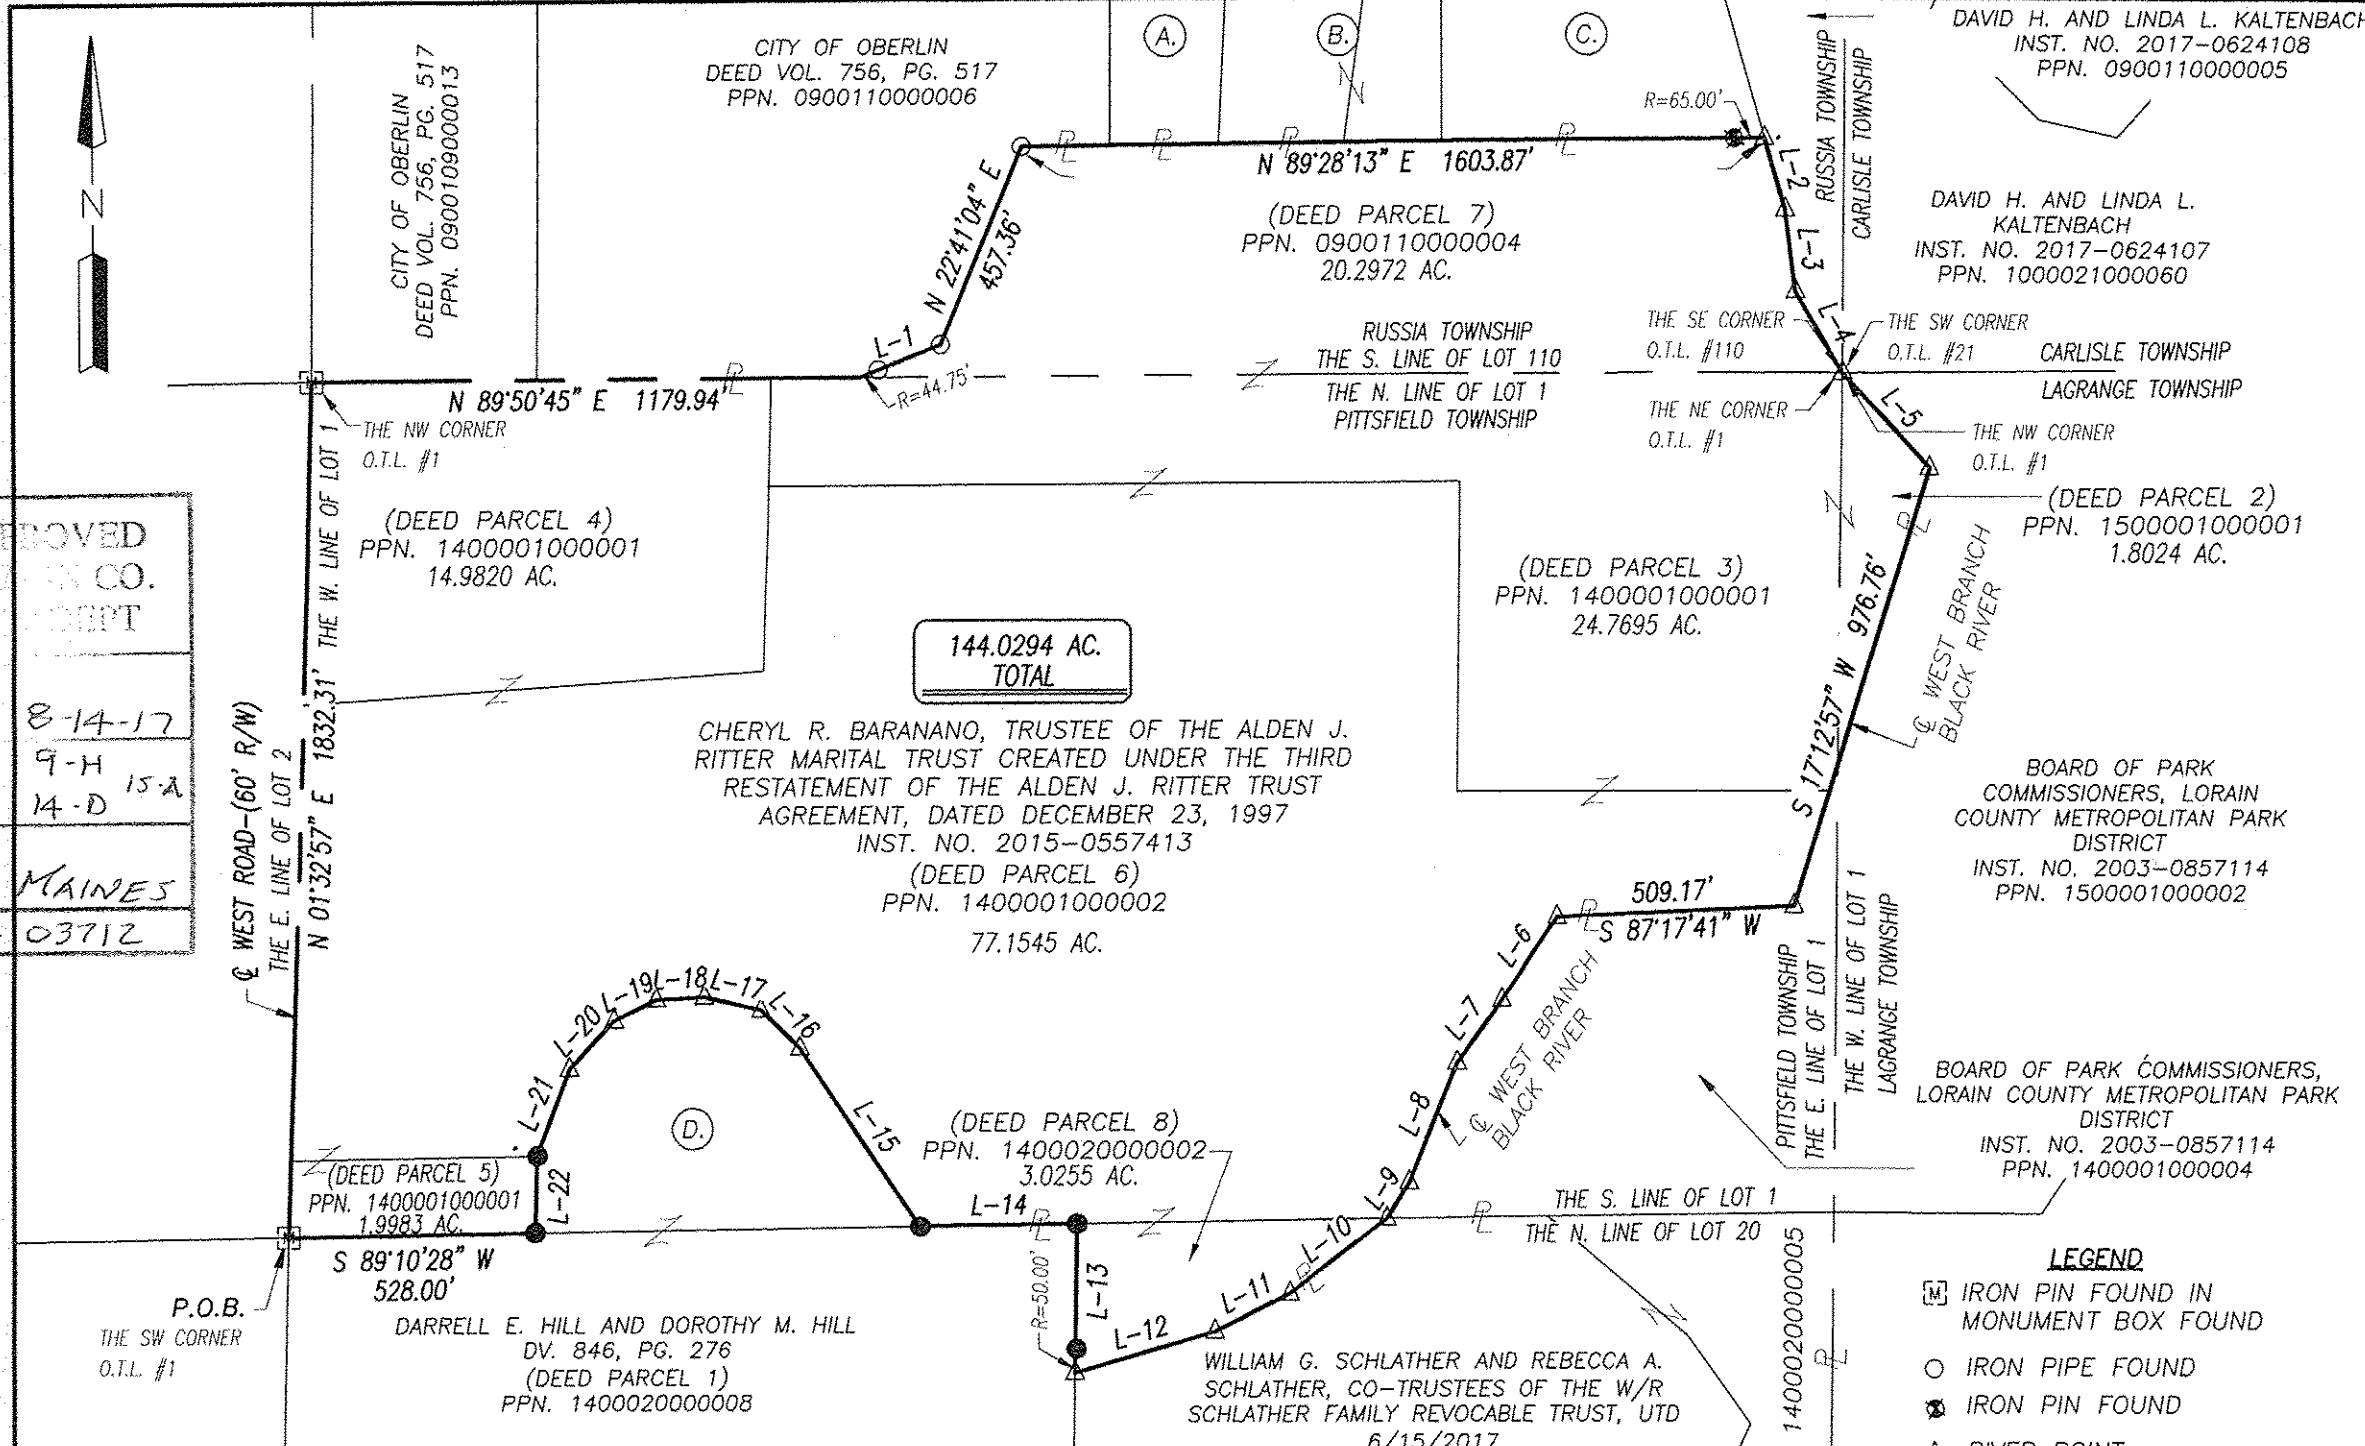 CITY OF OBERLIN
DEED VOL. 756, PG. 517
PPN. 0900109000013
CITY OF OBERLIN
DEED VOL. 756, PG. 517
PPN. 0900110000006
A.
B.
C.
RUSSIA TOWNSHIP
CARLISLE TOWNSHIP
DAVID H. AND LINDA L. KALTENBACH
INST. NO. 2017-0624108
PPN. 0900110000005
N
R=65.00'
N 89°28'13" E 1603.87'
N 22°41'04" E
457.36'
L-1
L-2
L-3
L-4
L-5
(DEED PARCEL 7)
PPN. 0900110000004
20.2972 AC.
DAVID H. AND LINDA L.
KALTENBACH
INST. NO. 2017-0624107
PPN. 1000021000060
RUSSIA TOWNSHIP
THE S. LINE OF LOT 110
THE N. LINE OF LOT 1
PITTSFIELD TOWNSHIP
THE SE CORNER
O.T.L. #110
THE SW CORNER
O.T.L. #21
CARLISLE TOWNSHIP
LAGRANGE TOWNSHIP
THE NE CORNER
O.T.L. #1
THE NW CORNER
O.T.L. #1
N 89°50'45" E 1179.94'
R=44.75'
THE NW CORNER
O.T.L. #1
THE W. LINE OF LOT 1
(DEED PARCEL 4)
PPN. 1400001000001
14.9820 AC.
(DEED PARCEL 2)
PPN. 1500001000001
1.8024 AC.
(DEED PARCEL 3)
PPN. 1400001000001
24.7695 AC.
S 17°12'57" W 976.76'
℄ WEST BRANCH
BLACK RIVER
CO.
8-14-17
9-H
15-A
14-D
MAINES
03712
144.0294 AC.
TOTAL
℄ WEST ROAD-(60' R/W)
THE E. LINE OF LOT 2
N 01°32'57" E 1832.31'
CHERYL R. BARANANO, TRUSTEE OF THE ALDEN J.
RITTER MARITAL TRUST CREATED UNDER THE THIRD
RESTATEMENT OF THE ALDEN J. RITTER TRUST
AGREEMENT, DATED DECEMBER 23, 1997
INST. NO. 2015-0557413
(DEED PARCEL 6)
PPN. 1400001000002
77.1545 AC.
BOARD OF PARK
COMMISSIONERS, LORAIN
COUNTY METROPOLITAN PARK
DISTRICT
INST. NO. 2003-0857114
PPN. 1500001000002
509.17'
S 87°17'41" W
L-6
L-7
L-8
L-9
L-10
L-11
L-12
L-13
L-14
L-15
L-16
L-17
L-18
L-19
L-20
L-21
L-22
℄ WEST BRANCH
BLACK RIVER
PITTSFIELD TOWNSHIP
THE E. LINE OF LOT 1
THE W. LINE OF LOT 1
LAGRANGE TOWNSHIP
BOARD OF PARK COMMISSIONERS,
LORAIN COUNTY METROPOLITAN PARK
DISTRICT
INST. NO. 2003-0857114
PPN. 1400001000004
D.
(DEED PARCEL 8)
PPN. 1400020000002
3.0255 AC.
(DEED PARCEL 5)
PPN. 1400001000001
1.9983 AC.
S 89°10'28" W
528.00'
THE S. LINE OF LOT 1
THE N. LINE OF LOT 20
R=50.00'
P.O.B.
THE SW CORNER
O.T.L. #1
DARRELL E. HILL AND DOROTHY M. HILL
DV. 846, PG. 276
(DEED PARCEL 1)
PPN. 1400020000008
WILLIAM G. SCHLATHER AND REBECCA A.
SCHLATHER, CO-TRUSTEES OF THE W/R
SCHLATHER FAMILY REVOCABLE TRUST, UTD
6/15/2017
1400020000005
LEGEND
M IRON PIN FOUND IN
MONUMENT BOX FOUND
IRON PIPE FOUND
IRON PIN FOUND
RIVER POINT